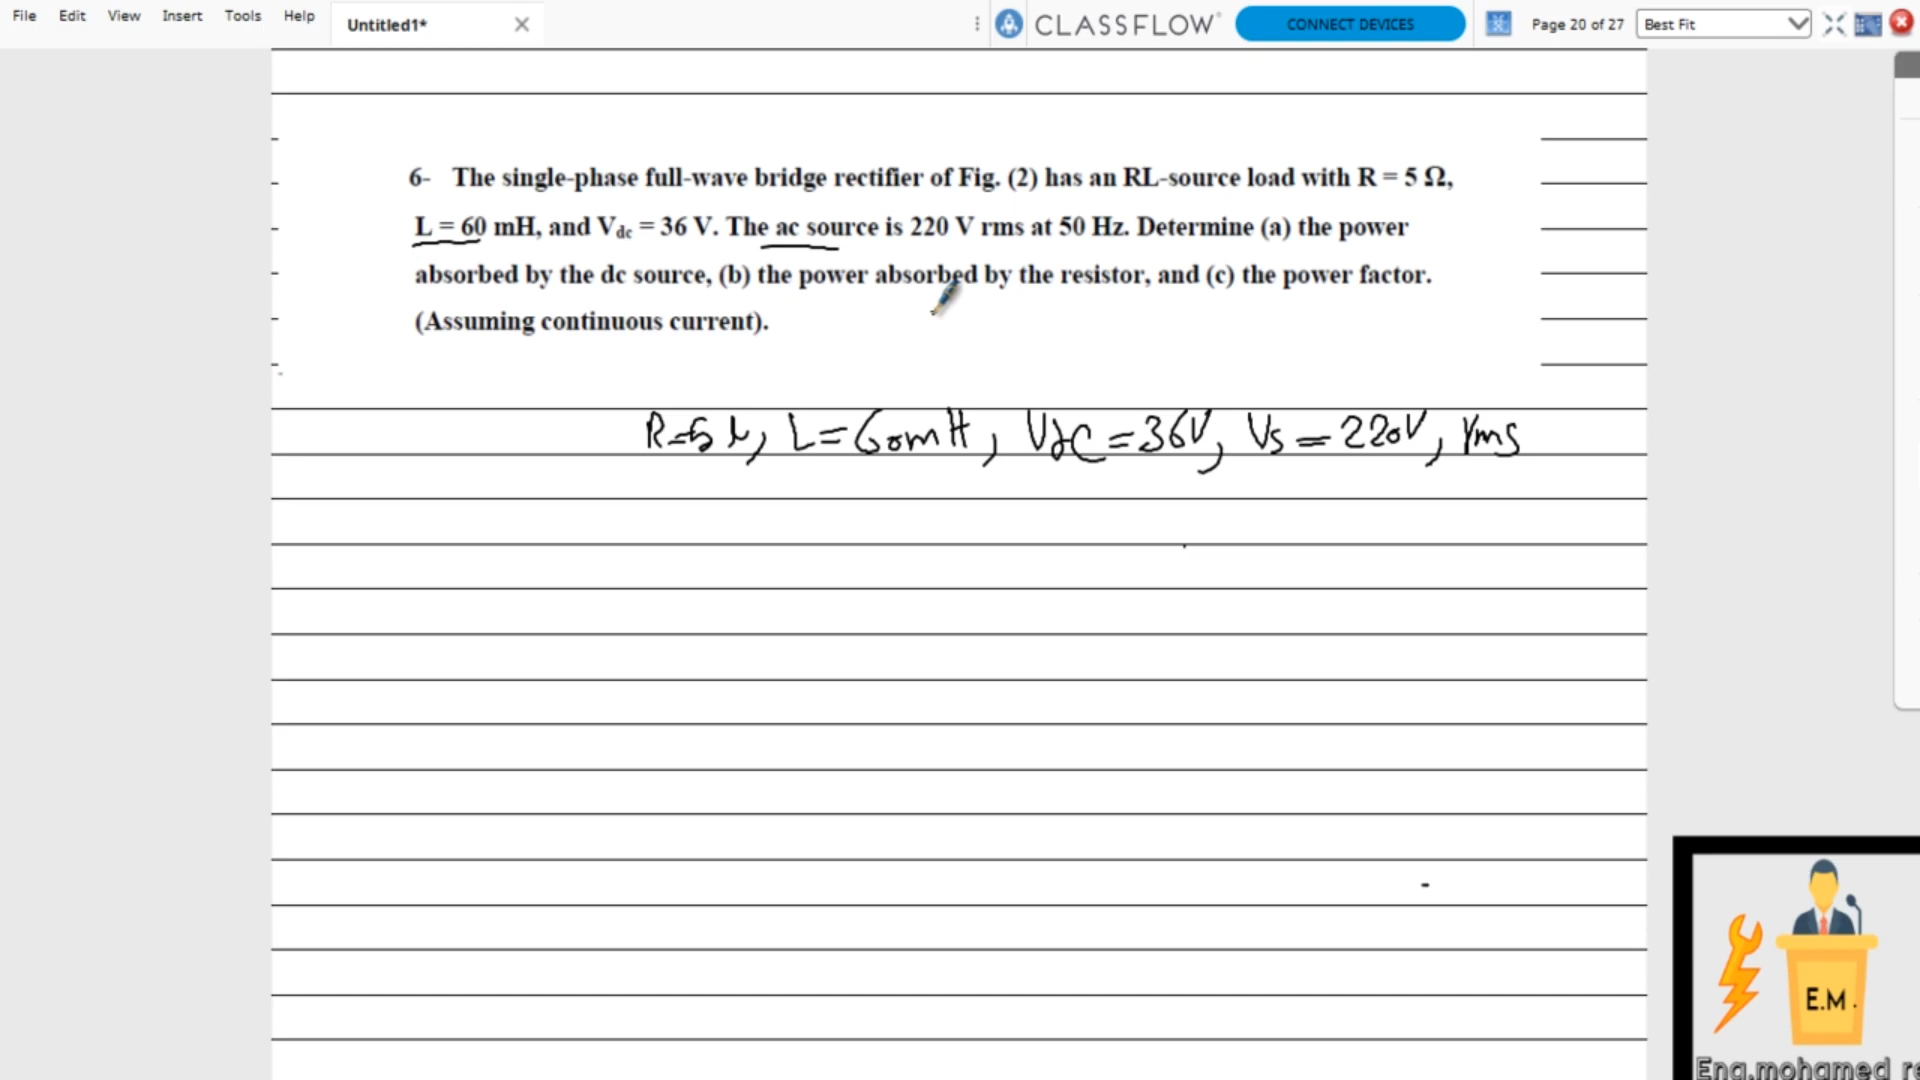 File Edit View Insert Tools Help
Untitled1*
CLASSFLOW
CONNECT DEVICES
Page 20 of 27
Best Fit
6- The single-phase full-wave bridge rectifier of Fig. (2) has an RL-source load with R = 5 Ω,
L = 60 mH, and Vdc = 36 V. The ac source is 220 V rms at 50 Hz. Determine (a) the power
absorbed by the dc source, (b) the power absorbed by the resistor, and (c) the power factor.
(Assuming continuous current).
R=5 Ω, L=60mH, Vdc=36V, Vs=220V, rms
E.M.
Eng.mohamed